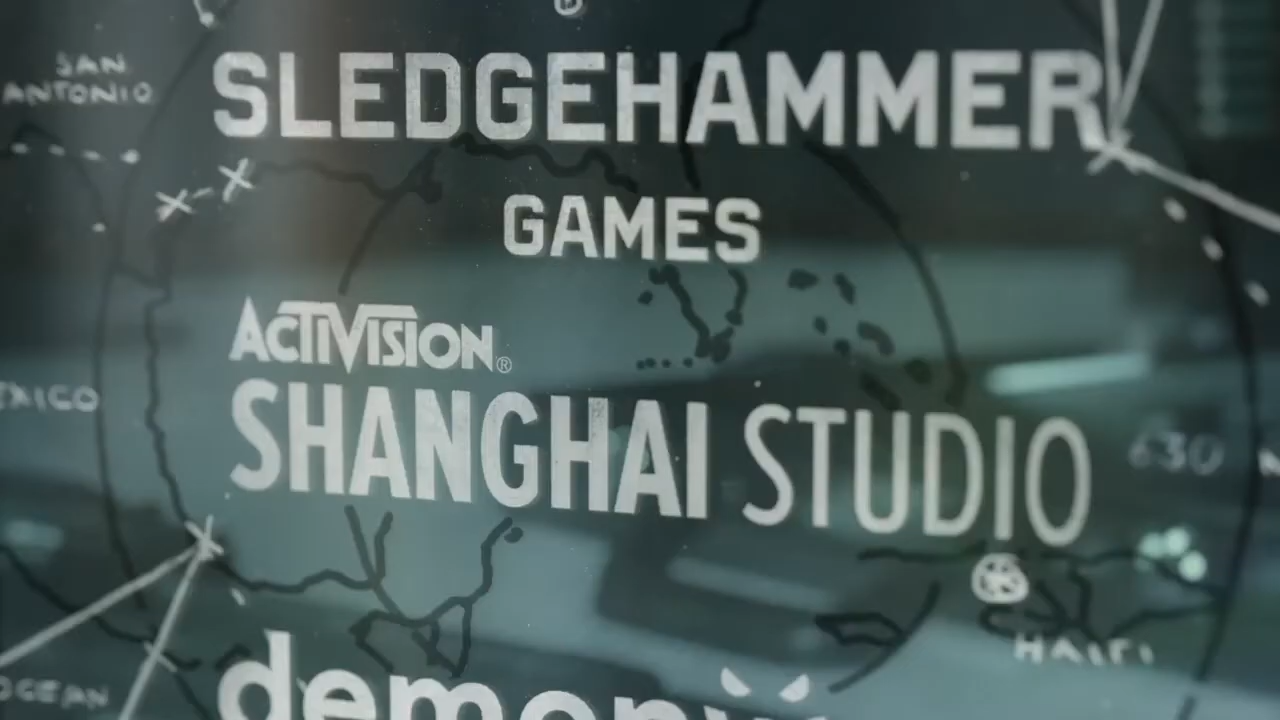 SAN
ANTONIO
SLEDGEHAMMER
GAMES
ACTIVISION®
SHANGHAI STUDIO
630
HAITI
OCEAN